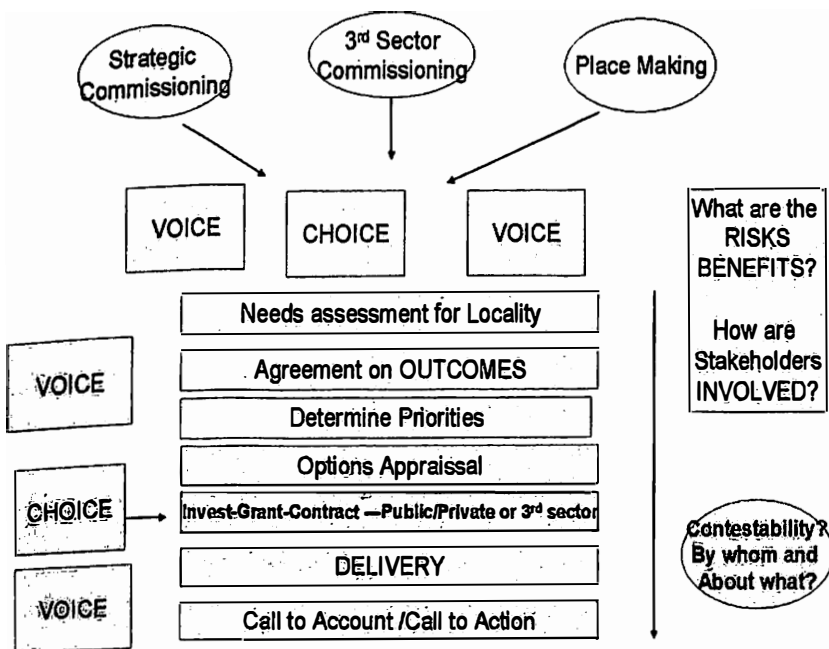 Strategic
Commissioning
3rd Sector
Commissioning
Place Making
VOICE
CHOICE
VOICE
What are the
RISKS
BENEFITS?
How are
Stakeholders
INVOLVED?
Needs assessment for Locality
VOICE
Agreement on OUTCOMES
Determine Priorities
Options Appraissal
CHOICE
Invest-Grant-Contract —Public/Private or 3rd sector
Contestability?
By whom and
About what?
DELIVERY
VOICE
Call to Account /Call to Action